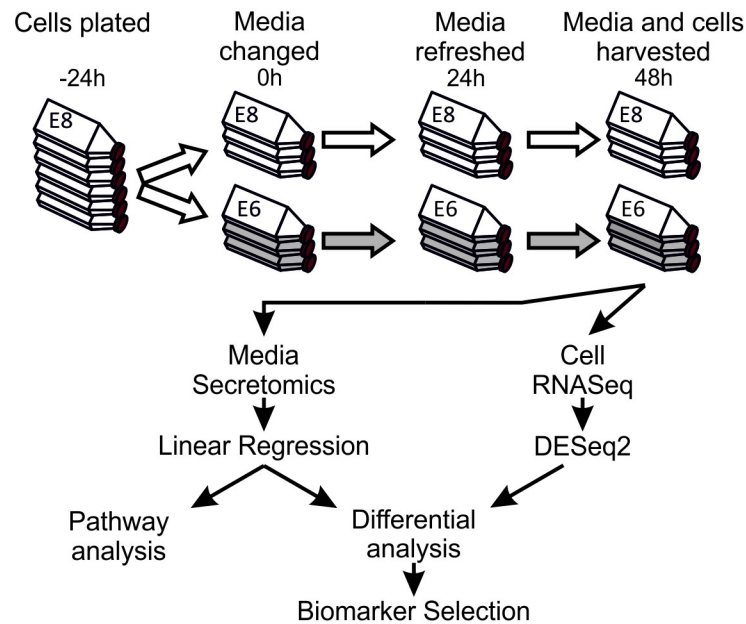 Cells plated
-24h
Media
changed
0h
Media
refreshed
24h
Media and cells
harvested
48h
E8
E8
E8
E8
E6
E6
E6
Media
Secretomics
Cell
RNASeq
Linear Regression
DESeq2
Pathway
analysis
Differential
analysis
Biomarker Selection